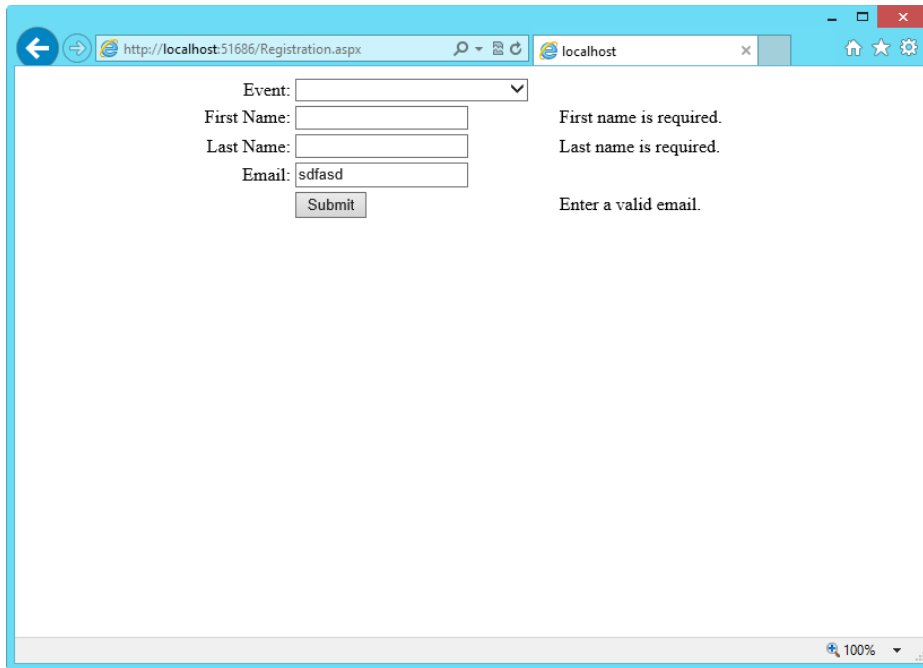 http://localhost:51686/Registration.aspx
localhost
Event:
First Name: First name is required.
Last Name: Last name is required.
Email: sdfasd
Submit Enter a valid email.
100%